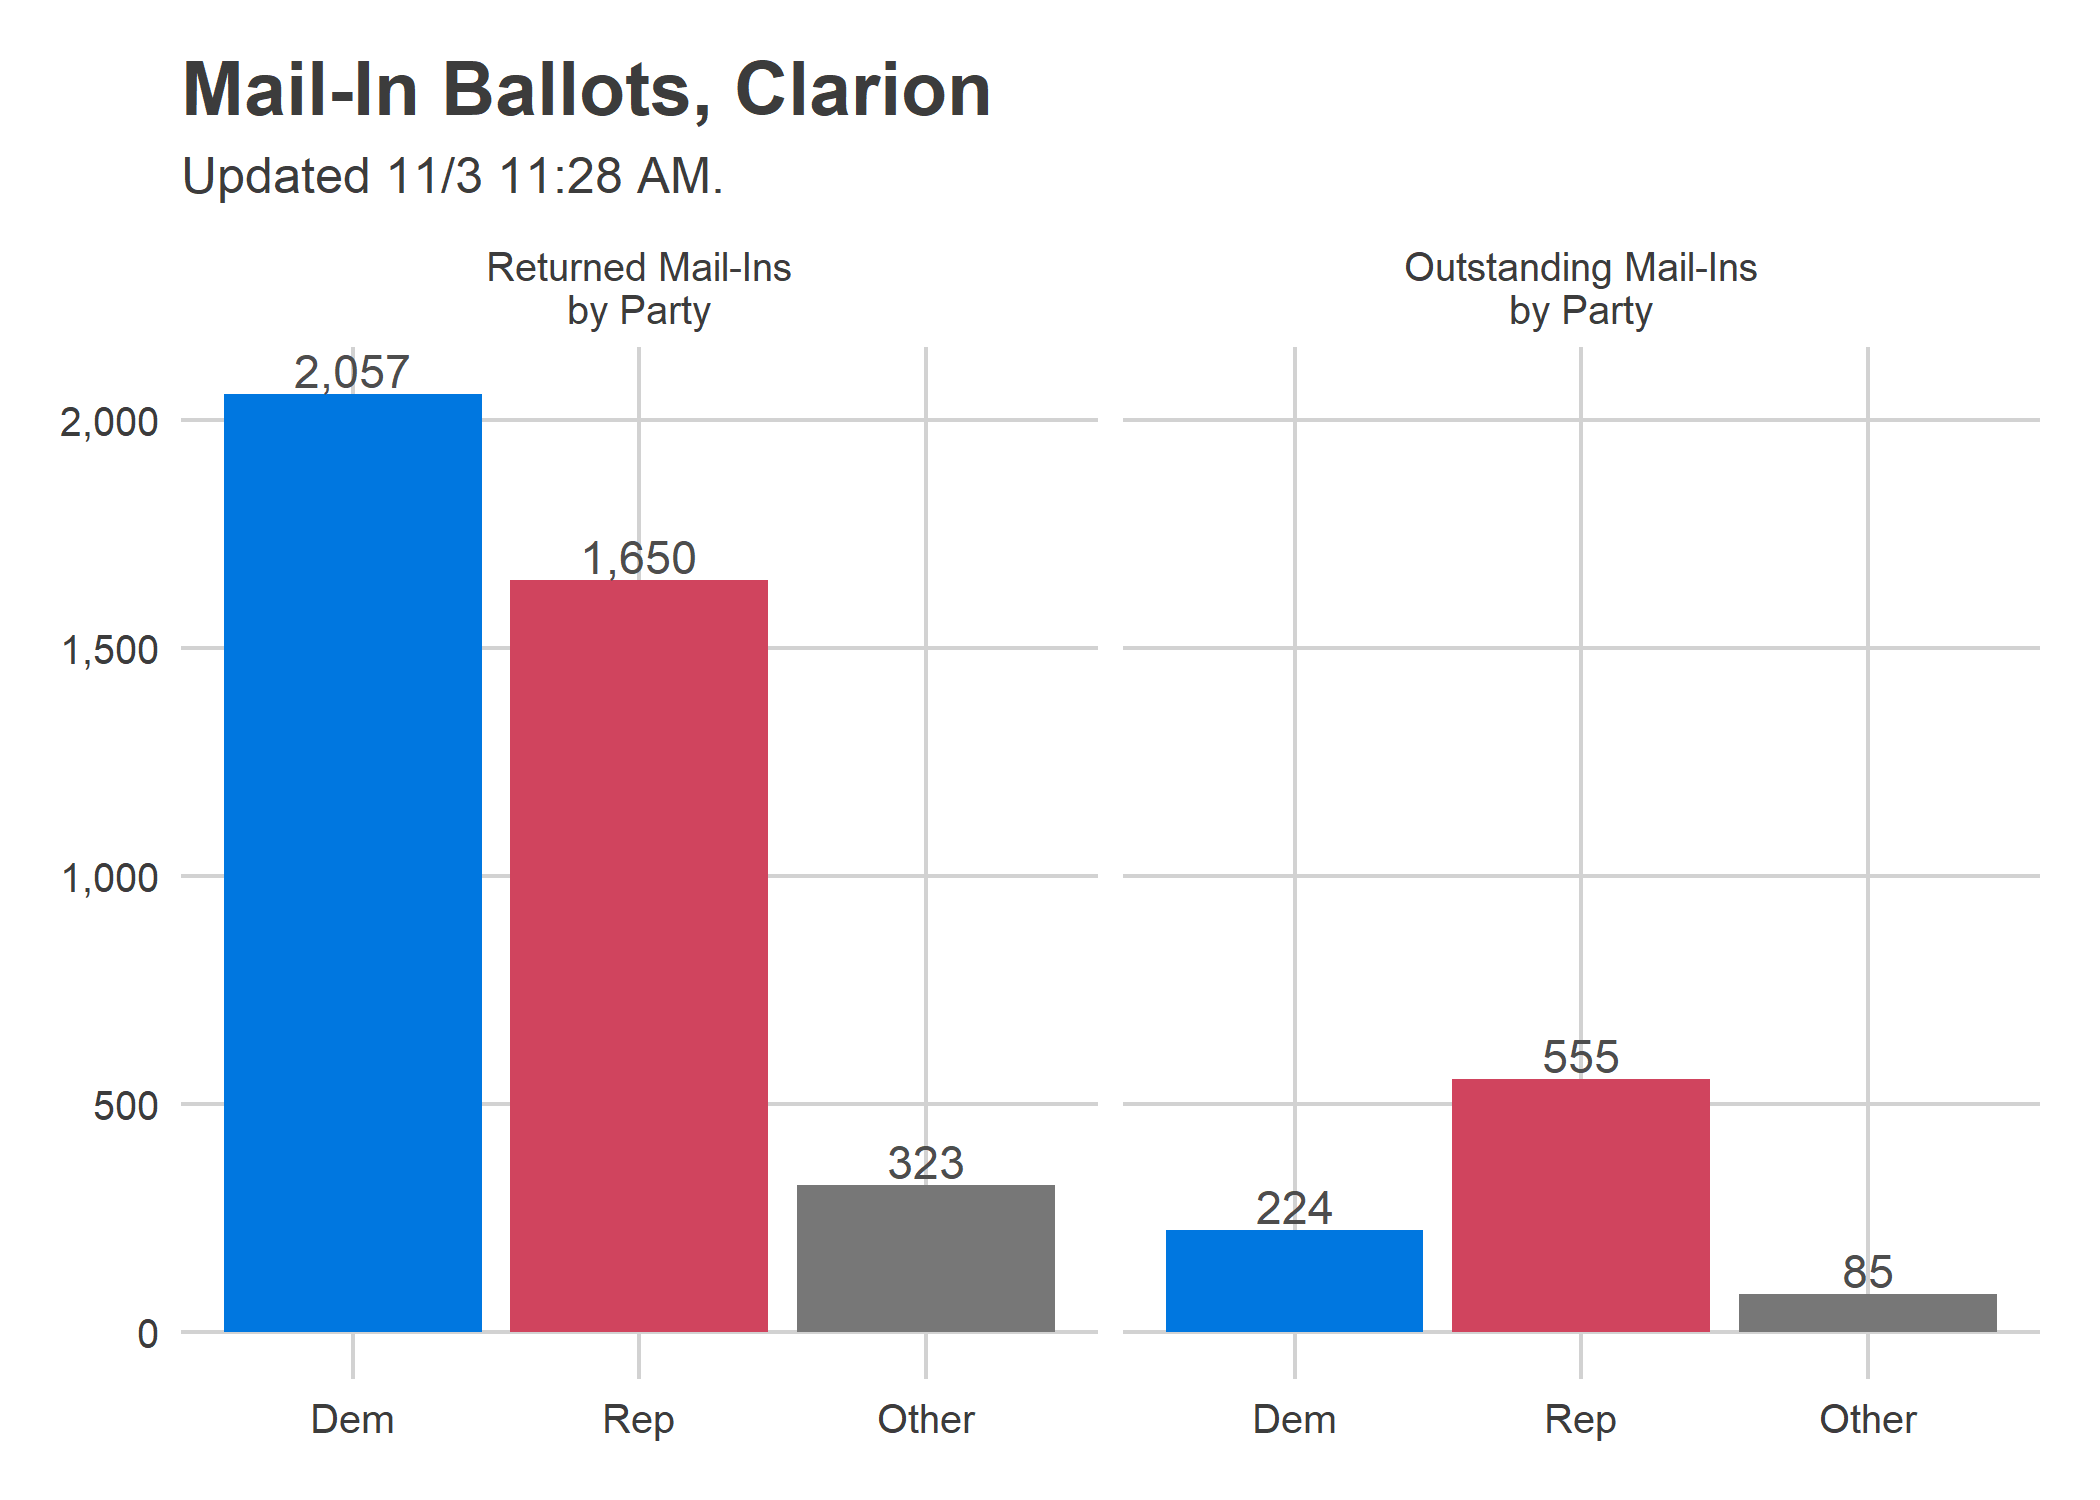 Mail-In Ballots, Clarion
Updated 11/3 11:28 AM.
Returned Mail-Ins
by Party
Outstanding Mail-Ins
by Party
2,000
1,500
1,000
500
0
2,057
1,650
323
224
555
85
Dem
Rep
Other
Dem
Rep
Other